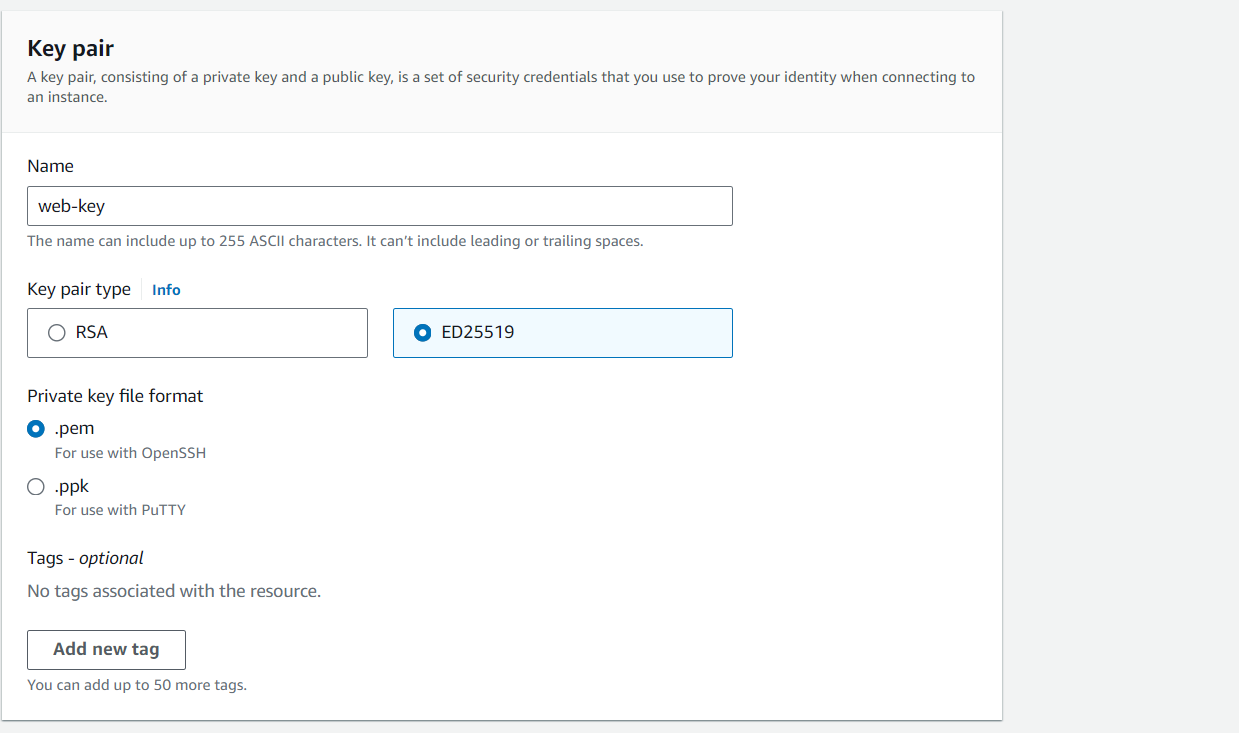 Key pair
A key pair, consisting of a private key and a public key, is a set of security credentials that you use to prove your identity when connecting to
an instance.
Name
web-key
The name can include up to 255 ASCII characters. It can't include leading or trailing spaces.
Key pair type Info
RSA ED25519
Private key file format
.pem
For use with OpenSSH
.ppk
For use with PuTTY
Tags - optional
No tags associated with the resource.
Add new tag
You can add up to 50 more tags.